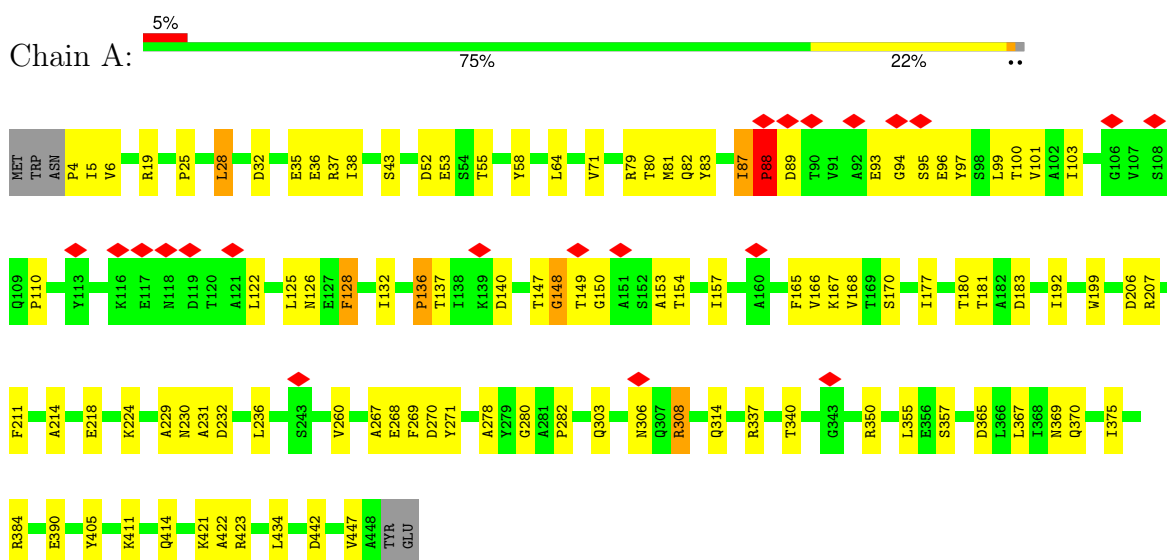 5%
Chain A:
75% 22% ••
MET TRP ASN P4 I5 V6 R19 P25 L28 D32 E35 E36 R37 I38 S43 D52 E53 S54 T55 Y58 L64 V71 R79 T80 M81 Q82 Y83 I87 P88 D89 T90 V91 A92 E93 G94 S95 E96 Y97 S98 L99 T100 V101 A102 I103 G106 V107 S108
Q109 P110 Y113 K116 E117 N118 D119 T120 A121 L122 L125 N126 E127 F128 I132 P136 T137 I138 K139 D140 T147 G148 T149 G150 A151 S152 A153 T154 I157 A160 F165 V166 K167 V168 T169 S170 I177 T180 T181 A182 D183 I192 W199 D206 R207
F211 A214 E218 K224 A229 N230 A231 D232 L236 S243 V260 A267 E268 F269 D270 Y271 A278 Y279 G280 A281 P282 Q303 N306 Q307 R308 Q314 R337 T340 G343 R350 L355 E356 S357 D365 L366 L367 I368 N369 Q370 I375
R384 E390 Y405 K411 Q414 K421 A422 R423 L434 D442 V447 A448 TYR GLU